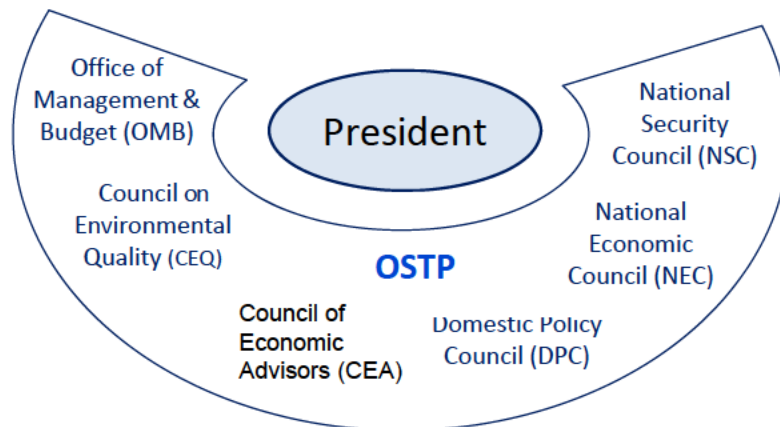 Office of
Management &
Budget (OMB)
Council on
Environmental
Quality (CEQ)
Council of
Economic
Advisors (CEA)
President
OSTP
Domestic Policy
Council (DPC)
National
Security
Council (NSC)
National
Economic
Council (NEC)